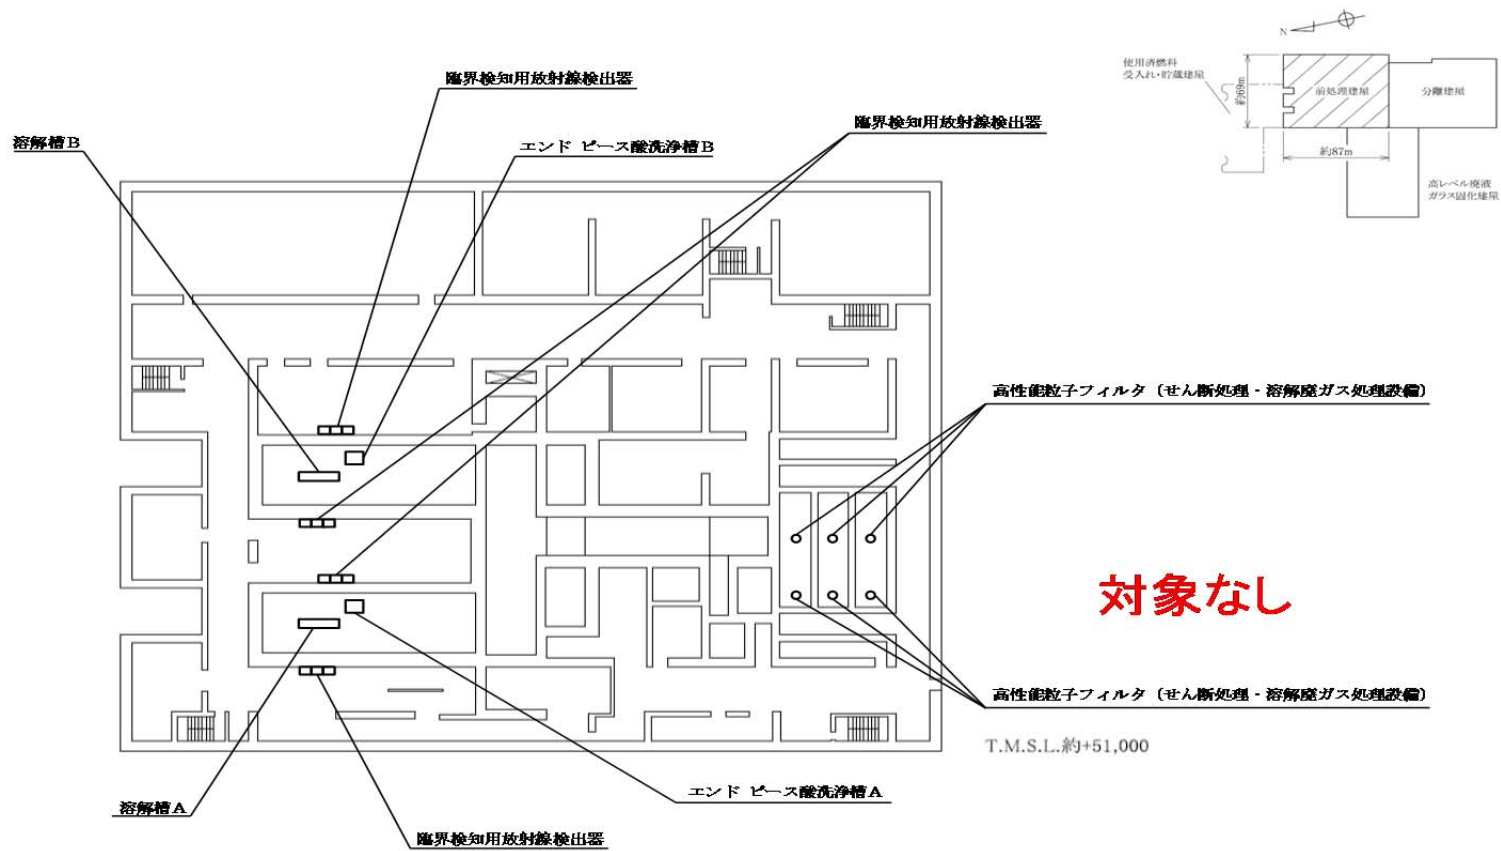 臨界検知用放射線検出器
溶解槽B
エンド ピース酸洗浄槽B
臨界検知用放射線検出器
N
使用済燃料
受入れ・貯蔵建屋
約69m
前処理建屋
分離建屋
約87m
高レベル廃液
ガラス固化建屋
高性能粒子フィルタ〔せん断処理・溶解廃ガス処理設備〕
対象なし
高性能粒子フィルタ〔せん断処理・溶解廃ガス処理設備〕
T.M.S.L.約+51,000
エンド ピース酸洗浄槽A
溶解槽A
臨界検知用放射線検出器